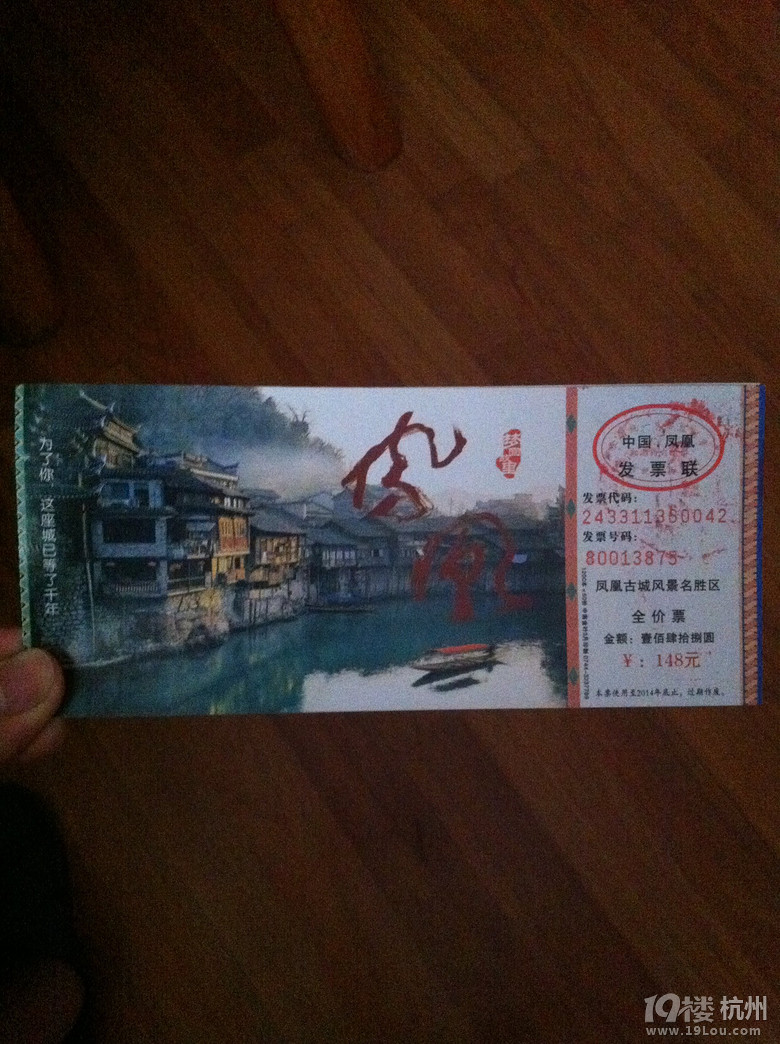 为了你，这座城已等了千年
凤凰
中国·凤凰
发票联
发票代码：
243311350042
发票号码：
80013875
凤凰古城风景名胜区
全价票
金额：壹佰肆拾捌圆
￥：148元
本票使用至2014年底止，过期作废。
19楼 杭州
www.19Lou.com